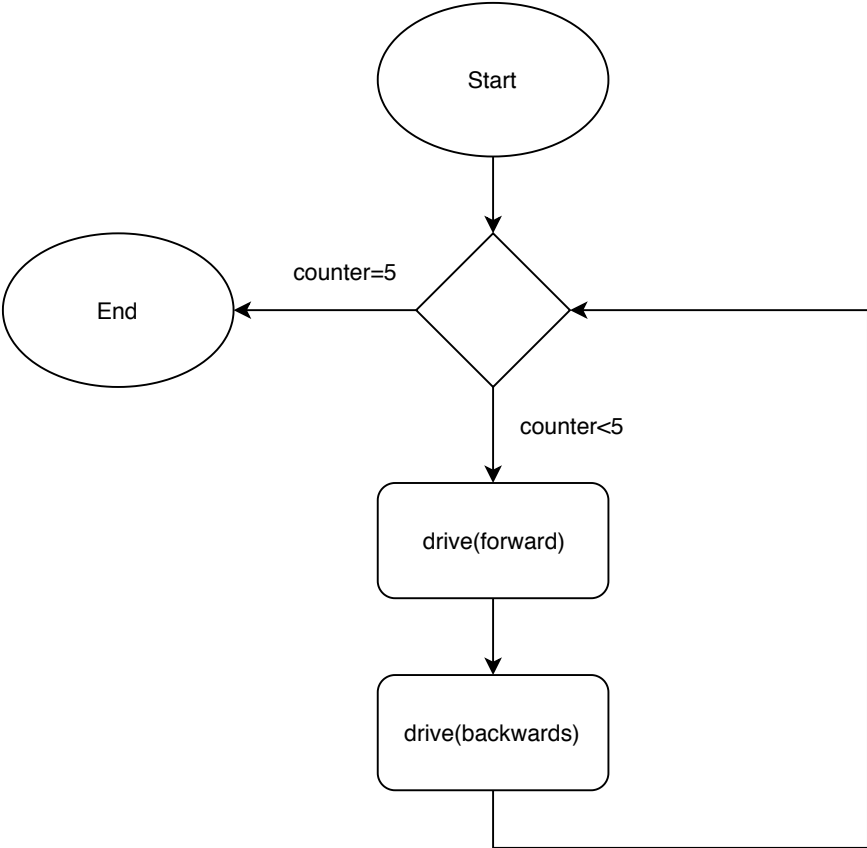 Start
counter=5
End
counter<5
drive(forward)
drive(backwards)